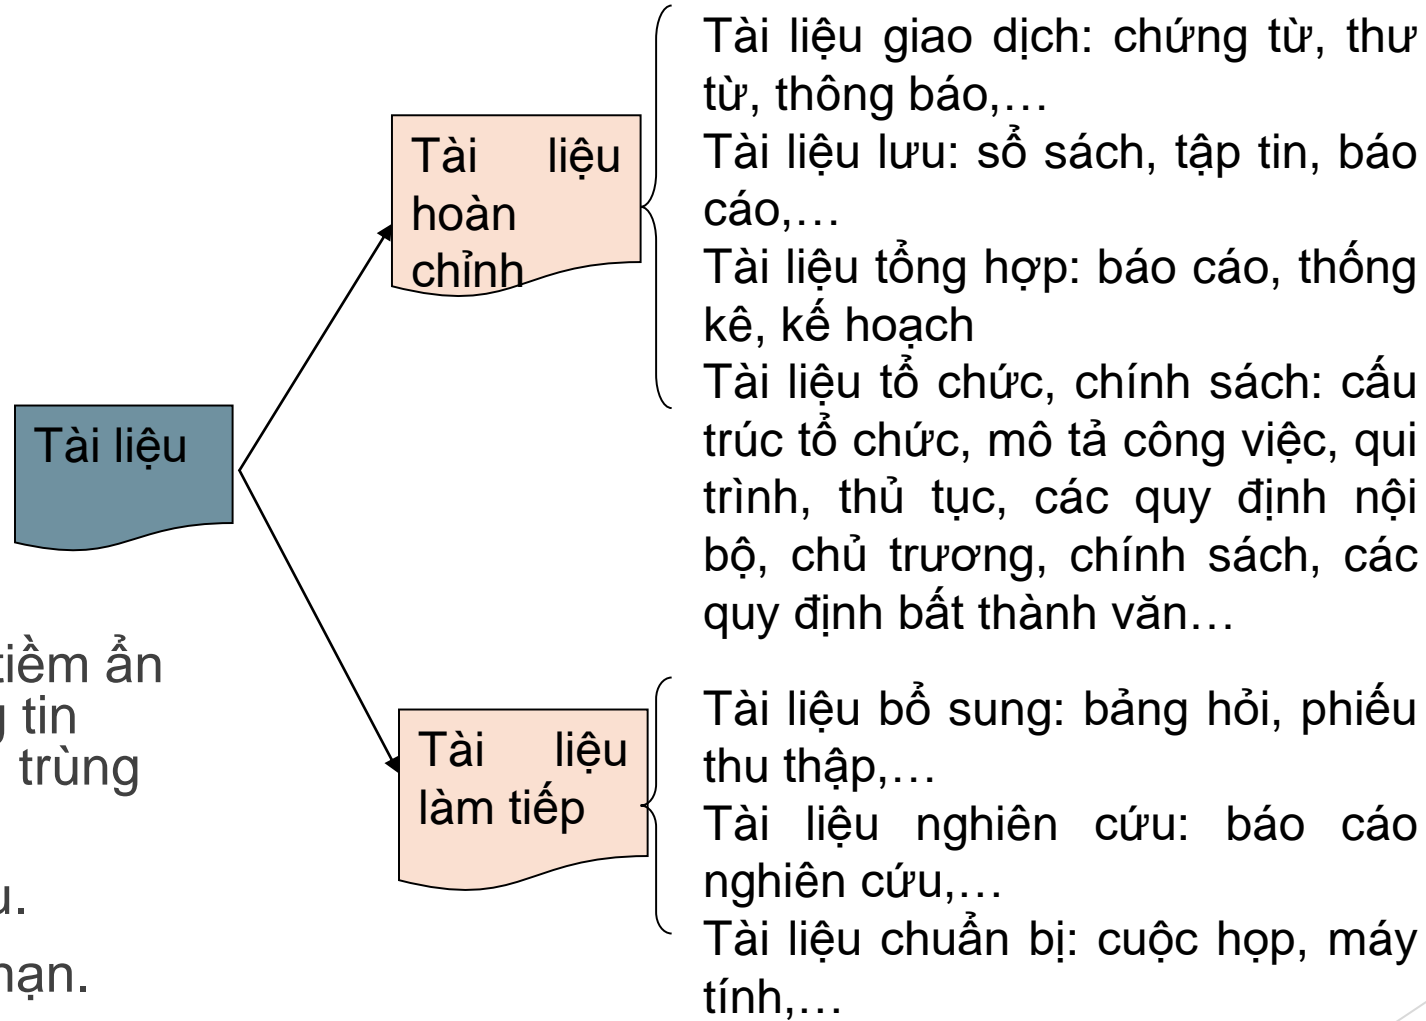 Tài liệu giao dịch: chứng từ, thư
từ, thông báo,…
Tài liệu lưu: sổ sách, tập tin, báo
cáo,…
Tài liệu tổng hợp: báo cáo, thống
kê, kế hoạch
Tài liệu tổ chức, chính sách: cấu
trúc tổ chức, mô tả công việc, qui
trình, thủ tục, các quy định nội
bộ, chủ trương, chính sách, các
quy định bất thành văn…
Tài liệu
hoàn
chỉnh
Tài liệu
tiềm ẩn
tin
trùng
Tài liệu
làm tiếp
Tài liệu bổ sung: bảng hỏi, phiếu
thu thập,…
Tài liệu nghiên cứu: báo cáo
nghiên cứu,…
Tài liệu chuẩn bị: cuộc họp, máy
tính,…